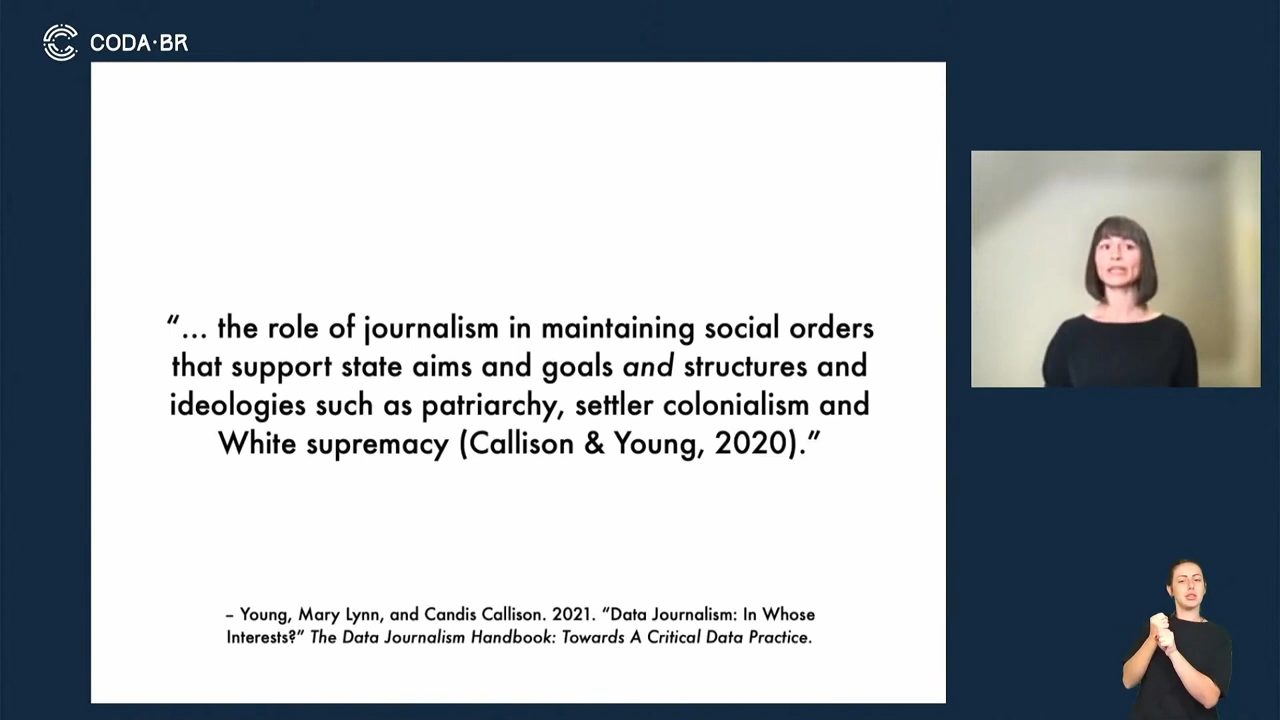 CODA·BR
“... the role of journalism in maintaining social orders
that support state aims and goals and structures and
ideologies such as patriarchy, settler colonialism and
White supremacy (Callison & Young, 2020).”
– Young, Mary Lynn, and Candis Callison. 2021. “Data Journalism: In Whose
Interests?” The Data Journalism Handbook: Towards A Critical Data Practice.